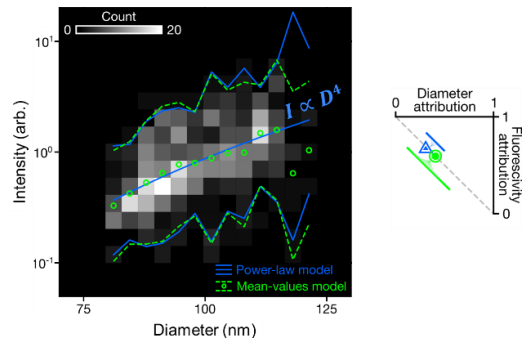 Count
0 20
I ∝ D⁴
10¹
10⁰
10⁻¹
Intensity (arb.)
Power-law model
Mean-values model
75 100 125
Diameter (nm)
Diameter
attribution
0 1
1
Fluorescivity
attribution
0